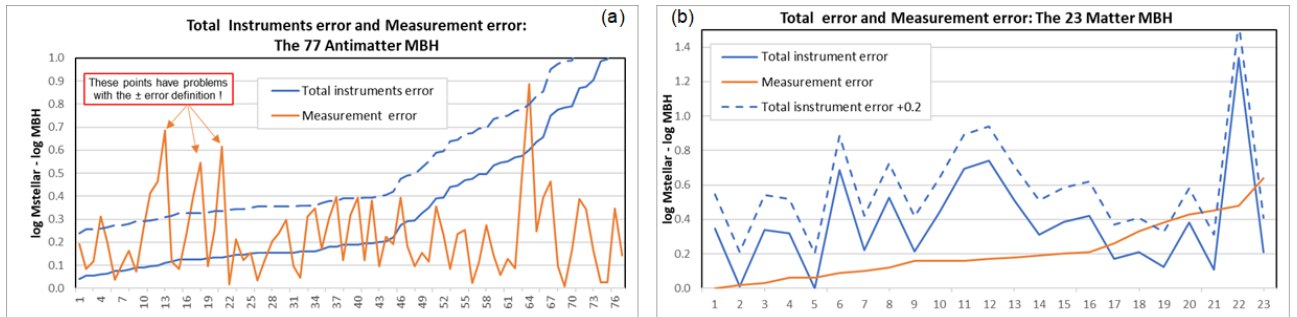 Total Instruments error and Measurement error:
The 77 Antimatter MBH
(a)
log Mstellar - log MBH
1.0
0.9
0.8
0.7
0.6
0.5
0.4
0.3
0.2
0.1
0.0
These points have problems
with the ± error definition !
Total instruments error
Measurement error
1 4 7 10 13 16 19 22 25 28 31 34 37 40 43 46 49 52 55 58 61 64 67 70 73 76
(b)
Total error and Measurement error: The 23 Matter MBH
log Mstellar - log MBH
1.4
1.2
1.0
0.8
0.6
0.4
0.2
0.0
Total instrument error
Measurement error
Total isnstrument error +0.2
1 2 3 4 5 6 7 8 9 10 11 12 13 14 15 16 17 18 19 20 21 22 23